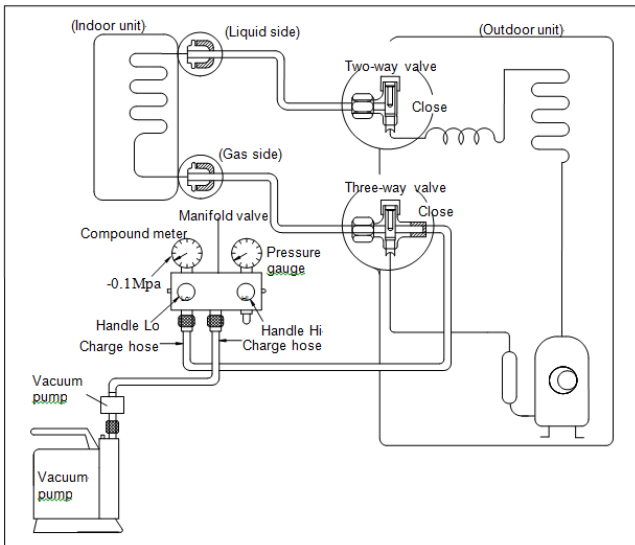 (Indoor unit)
(Liquid side)
(Outdoor unit)
Two-way valve
Close
(Gas side)
Three-way valve
Close
Manifold valve
Compound meter
Pressure
gauge
-0.1Mpa
Handle Lo
Handle Hi
Charge hose
Charge hose
Vacuum
pump
Vacuum
pump